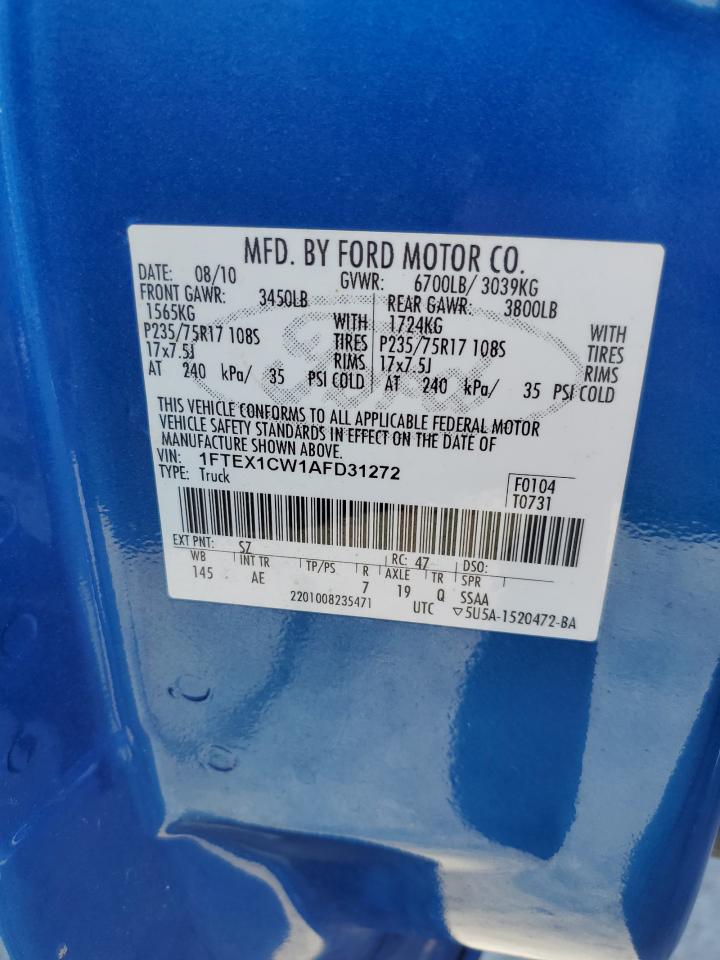 MFD. BY FORD MOTOR CO.
DATE: 08/10 GVWR: 6700LB/ 3039KG
FRONT GAWR: 3450LB REAR GAWR: 3800LB
1565KG WITH 1724KG WITH
P235/75R17 108S TIRES P235/75R17 108S TIRES
17x7.5J RIMS 17x7.5J RIMS
AT 240 kPa/ 35 PSI COLD AT 240 kPa/ 35 PSI COLD
THIS VEHICLE CONFORMS TO ALL APPLICABLE FEDERAL MOTOR
VEHICLE SAFETY STANDARDS IN EFFECT ON THE DATE OF
MANUFACTURE SHOWN ABOVE.
VIN: 1FTEX1CW1AFD31272
TYPE: Truck
F0104
T0731
EXT PNT: SZ RC: 47 DSO:
WB INT TR TP/PS R AXLE TR SPR
145 AE 7 19 Q SSAA
2201008235471 UTC ▽5U5A-1520472-BA
Ford